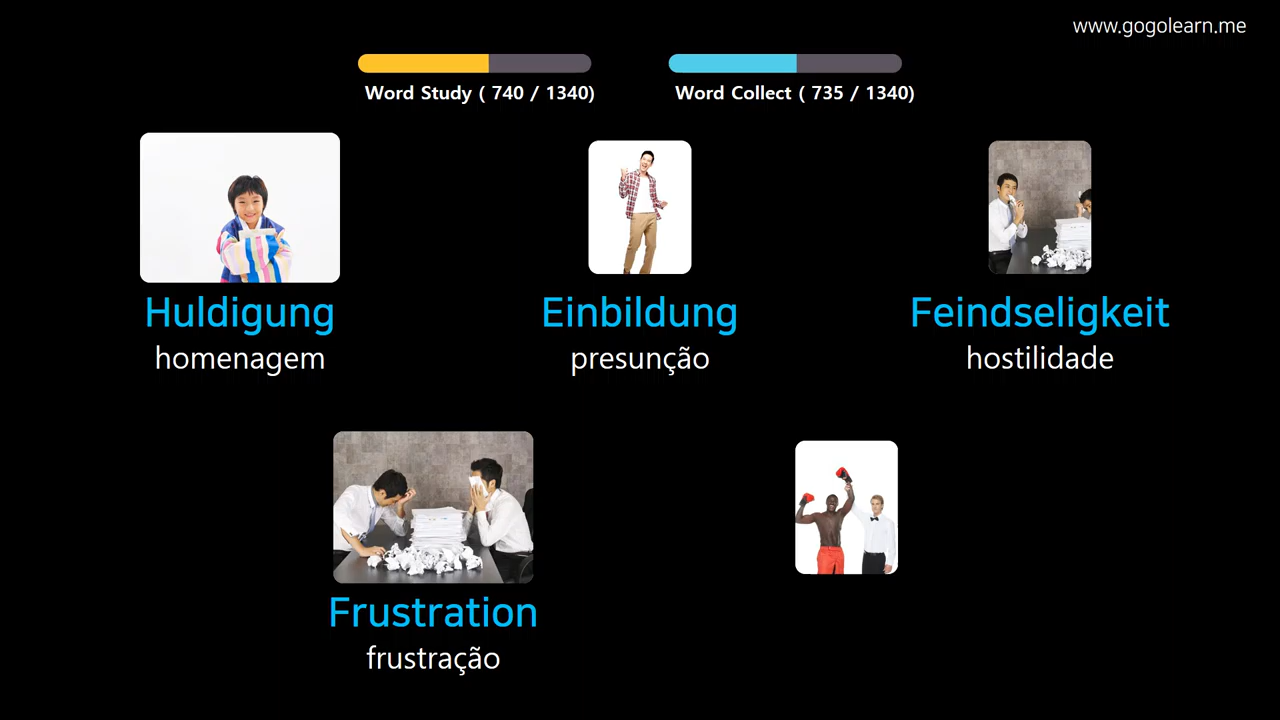 www.gogolearn.me
Word Study ( 740 / 1340)
Word Collect ( 735 / 1340)
Huldigung
homenagem
Einbildung
presunção
Feindseligkeit
hostilidade
Frustration
frustração